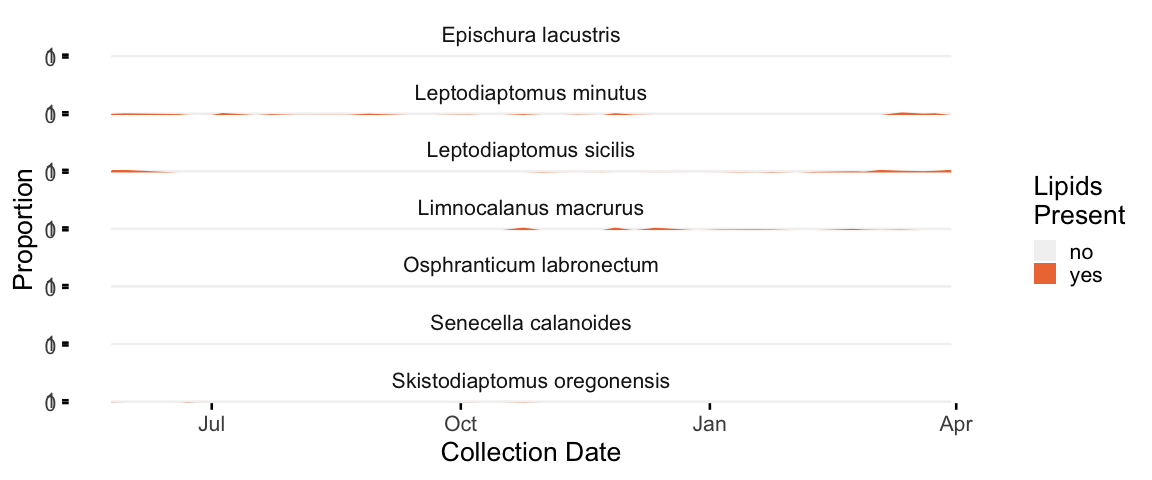 Epischura lacustris
Leptodiaptomus minutus
Leptodiaptomus sicilis
Limnocalanus macrurus
Osphranticum labronectum
Senecella calanoides
Skistodiaptomus oregonensis
Proportion
Jul Oct Jan Apr
Collection Date
Lipids
Present
no
yes